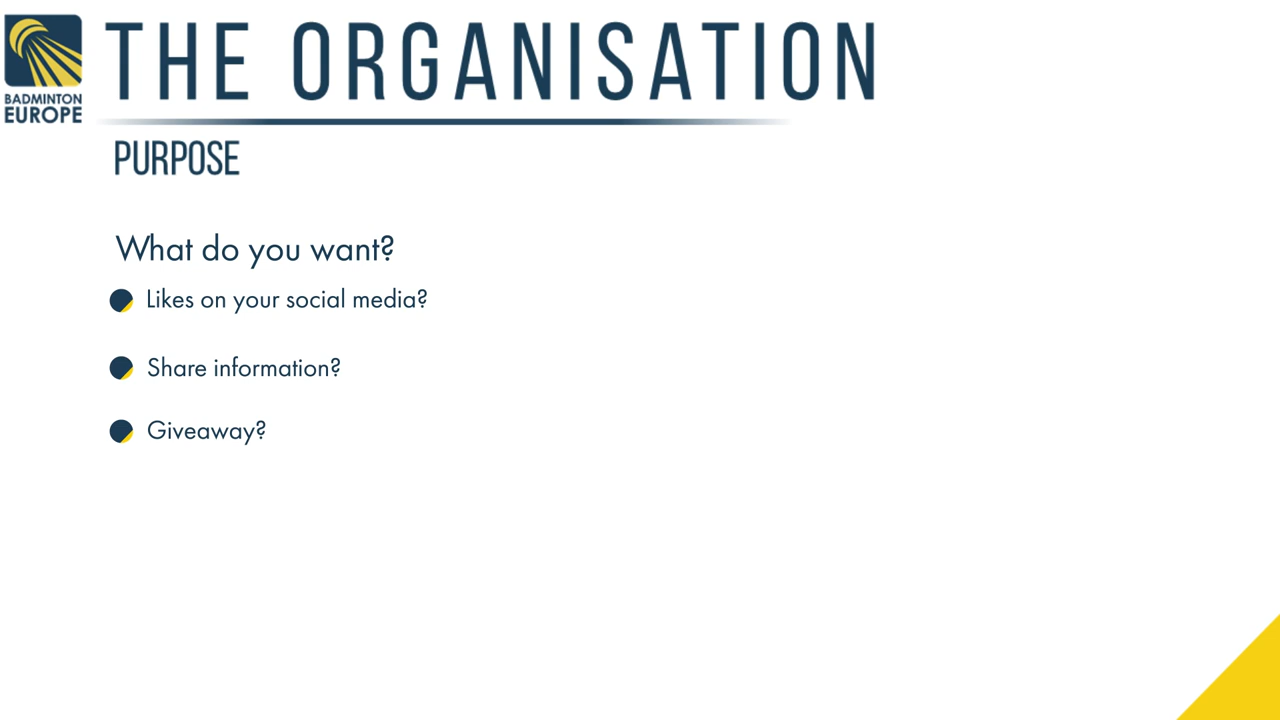 THE ORGANISATION
BADMINTON
EUROPE
PURPOSE
What do you want?
Likes on your social media?
Share information?
Giveaway?